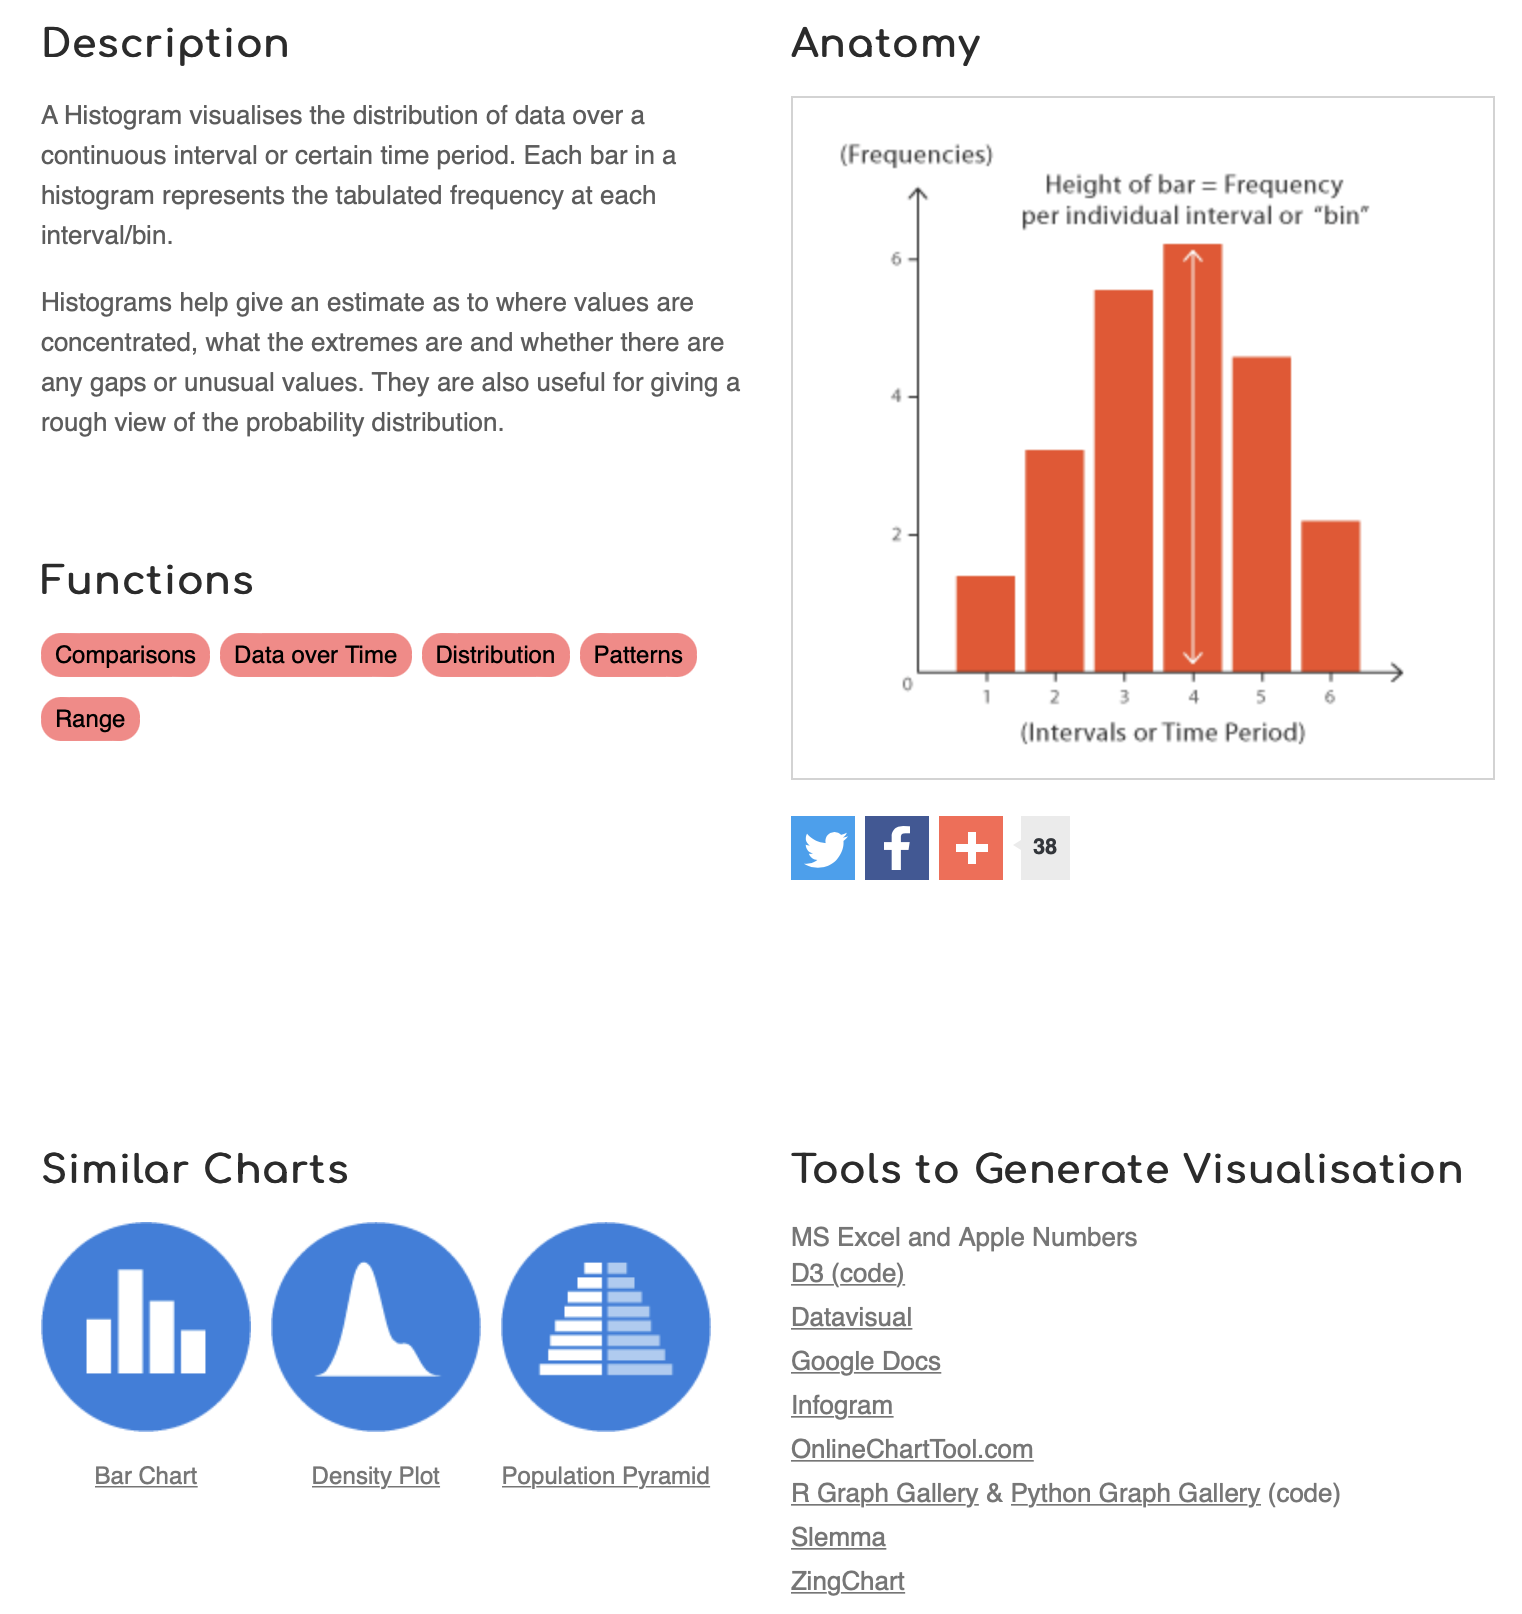 Description
A Histogram visualises the distribution of data over a
continuous interval or certain time period. Each bar in a
histogram represents the tabulated frequency at each
interval/bin.
Histograms help give an estimate as to where values are
concentrated, what the extremes are and whether there are
any gaps or unusual values. They are also useful for giving a
rough view of the probability distribution.
Functions
Comparisons Data over Time Distribution Patterns
Range
Anatomy
(Frequencies)
Height of bar = Frequency
per individual interval or “bin”
6
4
2
0
1 2 3 4 5 6
(Intervals or Time Period)
38
Similar Charts
Bar Chart Density Plot Population Pyramid
Tools to Generate Visualisation
MS Excel and Apple Numbers
D3 (code)
Datavisual
Google Docs
Infogram
OnlineChartTool.com
R Graph Gallery & Python Graph Gallery (code)
Slemma
ZingChart